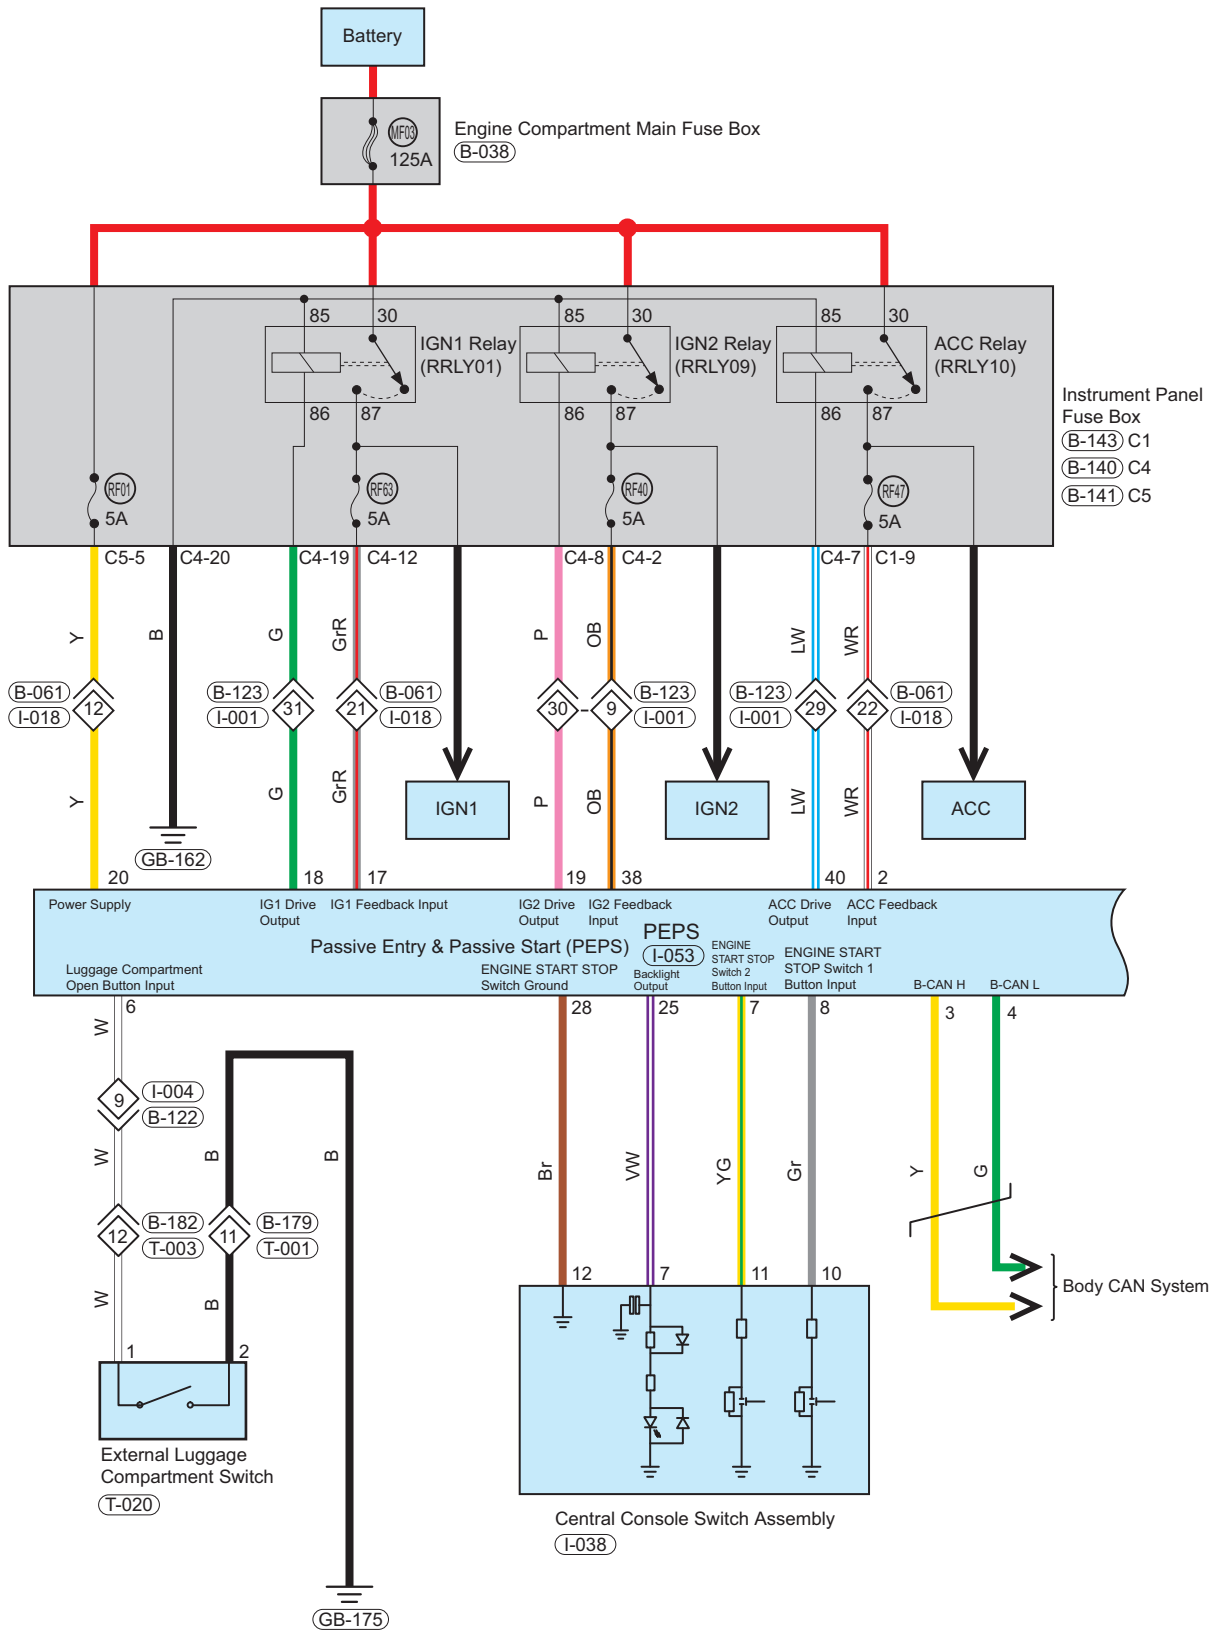 Battery
MF03
125A
Engine Compartment Main Fuse Box
B-038
85 30
85 30
85 30
IGN1 Relay
(RRLY01)
IGN2 Relay
(RRLY09)
ACC Relay
(RRLY10)
86 87
86 87
86 87
Instrument Panel
Fuse Box
B-143 C1
B-140 C4
B-141 C5
RF01
5A
RF63
5A
RF40
5A
RF47
5A
C5-5 C4-20 C4-19 C4-12 C4-8 C4-2 C4-7 C1-9
Y B G GrR P OB LW WR
B-061
I-018
12
B-123
I-001
31
21
B-061
I-018
30
9
B-123
I-001
B-123
I-001
29
22
B-061
I-018
Y G GrR P OB LW WR
IGN1
IGN2
ACC
GB-162
20 18 17 19 38 40 2
Power Supply
IG1 Drive
Output
IG1 Feedback Input
IG2 Drive
Output
IG2 Feedback
Input
ACC Drive
Output
ACC Feedback
Input
Passive Entry & Passive Start (PEPS)
PEPS
I-053
Luggage Compartment
Open Button Input
ENGINE START STOP
Switch Ground
Backlight
Output
ENGINE
START STOP
Switch 2
Button Input
ENGINE START
STOP Switch 1
Button Input
B-CAN H
B-CAN L
6 28 25 7 8 3 4
W
9
I-004
B-122
W B B Br VW YG Gr Y G
12
B-182
T-003
11
B-179
T-001
W B
1 2
External Luggage
Compartment Switch
T-020
12 7 11 10
Body CAN System
Central Console Switch Assembly
I-038
GB-175